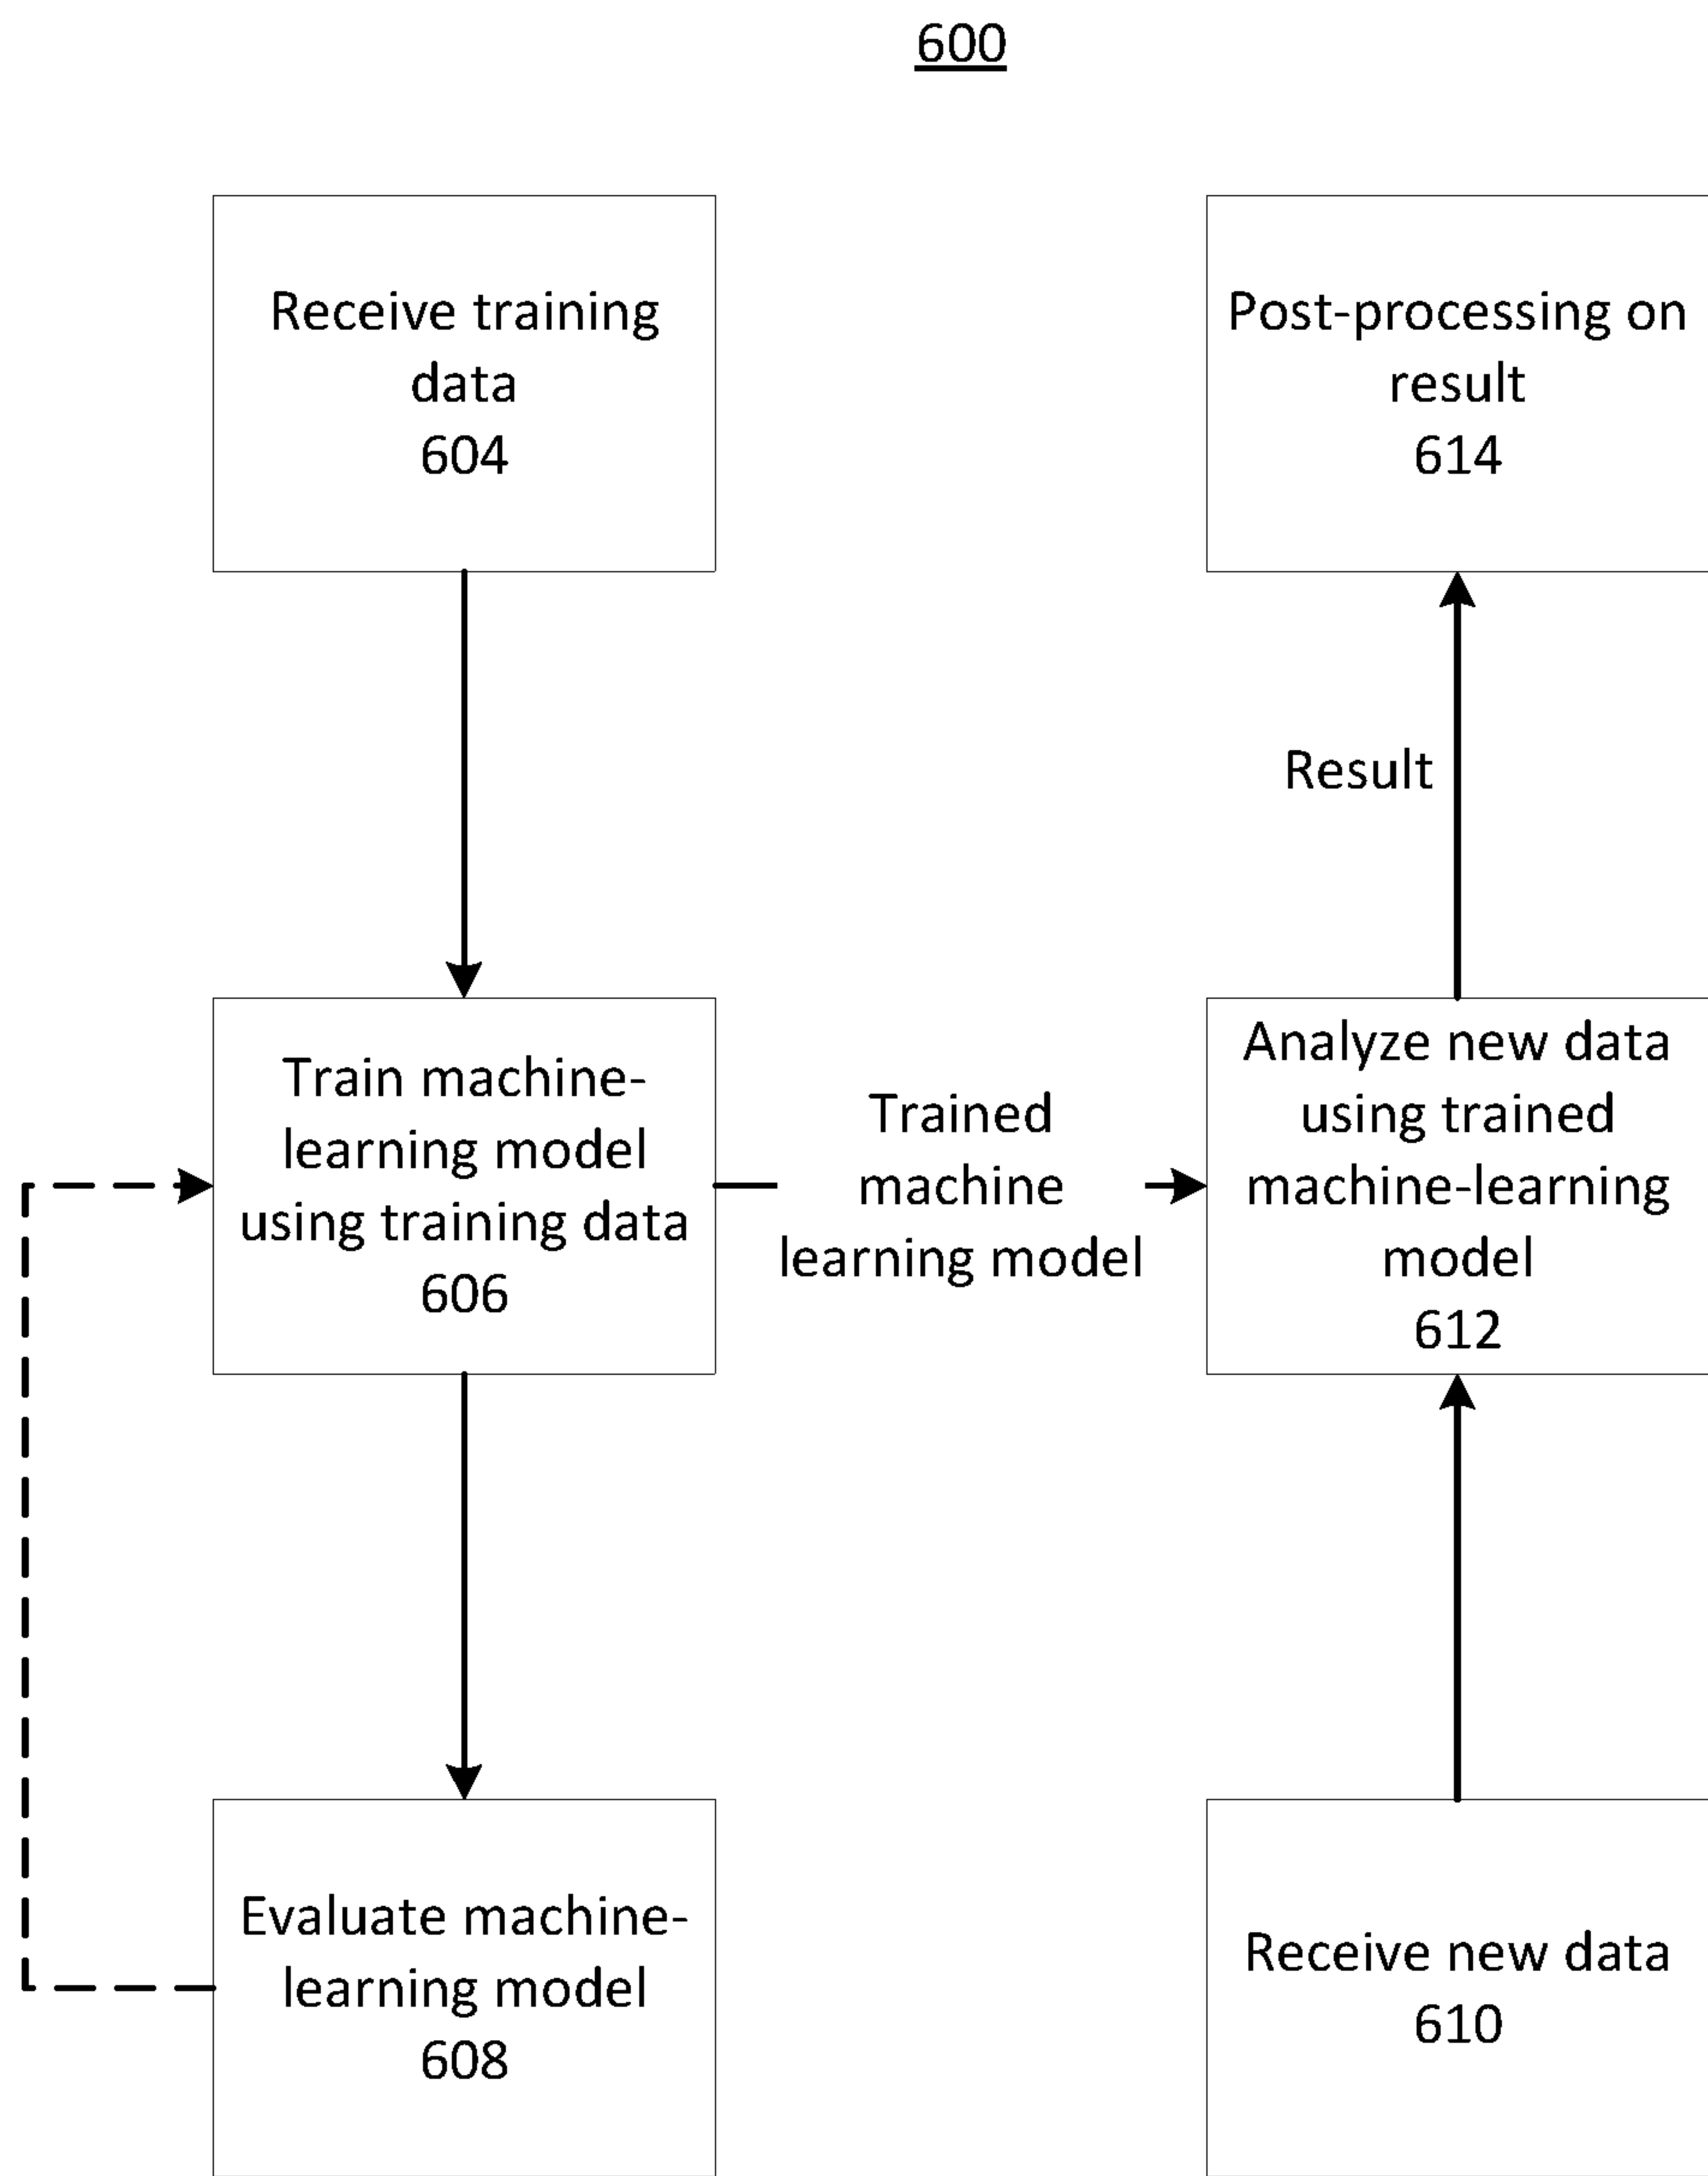 600
Receive training
data
604
Train machine-
learning model
using training data
606
Evaluate machine-
learning model
608
Trained
machine
learning model
Post-processing on
result
614
Result
Analyze new data
using trained
machine-learning
model
612
Receive new data
610